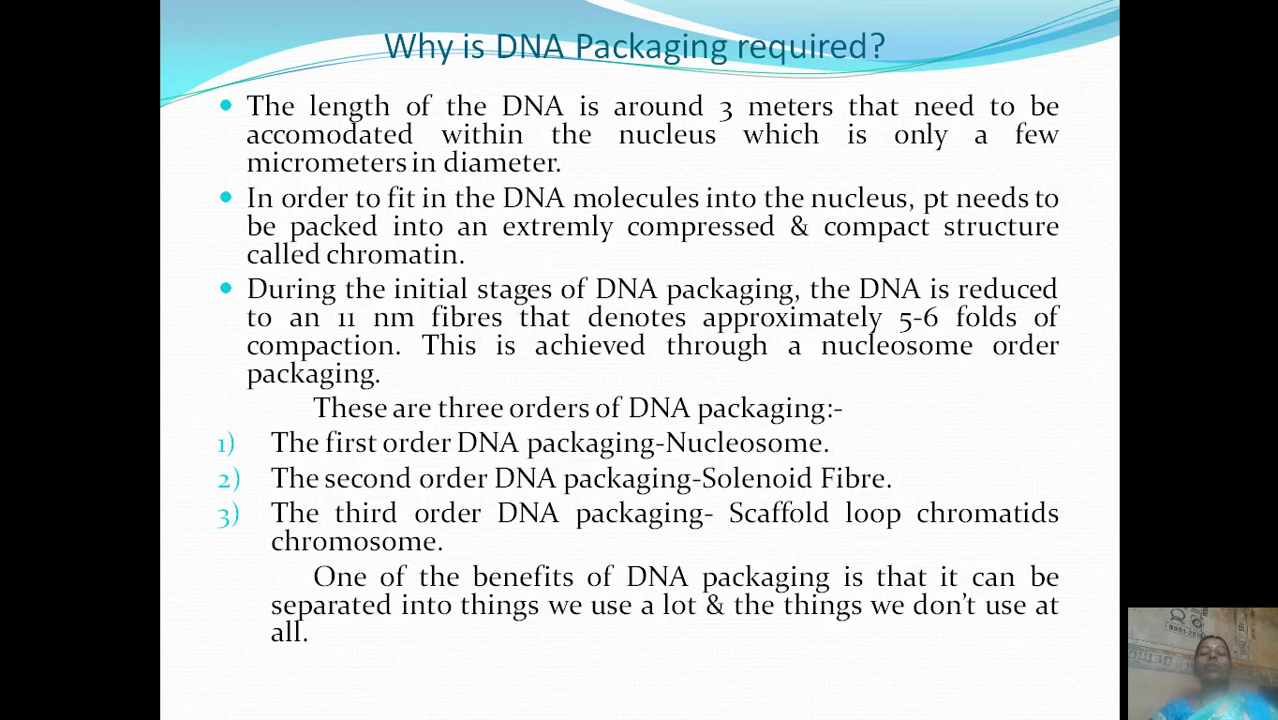 Why is DNA Packaging required?
The length of the DNA is around 3 meters that need to be
accomodated within the nucleus which is only a few
micrometers in diameter.
In order to fit in the DNA molecules into the nucleus, pt needs to
be packed into an extremly compressed & compact structure
called chromatin.
During the initial stages of DNA packaging, the DNA is reduced
to an 11 nm fibres that denotes approximately 5-6 folds of
compaction. This is achieved through a nucleosome order
packaging.
These are three orders of DNA packaging:-
1) The first order DNA packaging-Nucleosome.
2) The second order DNA packaging-Solenoid Fibre.
3) The third order DNA packaging- Scaffold loop chromatids
chromosome.
One of the benefits of DNA packaging is that it can be
separated into things we use a lot & the things we don't use at
all.